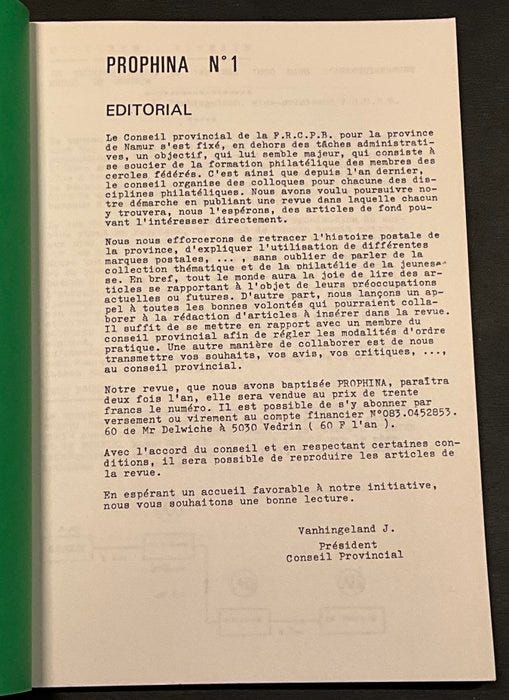 PROPHINA N°1
EDITORIAL
Le Conseil provincial de la F.R.C.P.B. pour la province
de Namur s'est fixé, en dehors des tâches administrati-
ves, un objectif, qui lui semble majeur, qui consiste à
se soucier de la formation philatélique des membres des
cercles fédérés. C'est ainsi que depuis l'an dernier,
le conseil organise des colloques pour chacune des dis-
ciplines philatéliques. Nous avons voulu poursuivre no-
tre démarche en publiant une revue dans laquelle chacun
y trouvera, nous l'espérons, des articles de fond pou-
vant l'intéresser directement.
Nous nous efforcerons de retracer l'histoire postale de
la province, d'expliquer l'utilisation de différentes
marques postales, ... , sans oublier de parler de la
collection thématique et de la philatélie de la jeunes-
se. En bref, tout le monde aura la joie de lire des ar-
ticles se rapportant à l'objet de leurs préoccupations
actuelles ou futures. D'autre part, nous lançons un ap-
pel à toutes les bonnes volontés qui pourraient colla-
borer à la rédaction d'articles à insérer dans la revue.
Il suffit de se mettre en rapport avec un membre du
conseil provincial afin de régler les modalités d'ordre
pratique. Une autre manière de collaborer est de nous
transmettre vos souhaits, vos avis, vos critiques, ...,
au conseil provincial.
Notre revue, que nous avons baptisée PROPHINA, paraîtra
deux fois l'an, elle sera vendue au prix de trente
francs le numéro. Il est possible de s'y abonner par
versement ou virement au compte financier N°083.0452853.
60 de Mr Delwiche à 5030 Vedrin ( 60 F l'an ).
Avec l'accord du conseil et en respectant certaines con-
ditions, il sera possible de reproduire les articles de
la revue.
En espérant un accueil favorable à notre initiative,
nous vous souhaitons une bonne lecture.
Vanhingeland J.
Président
Conseil Provincial